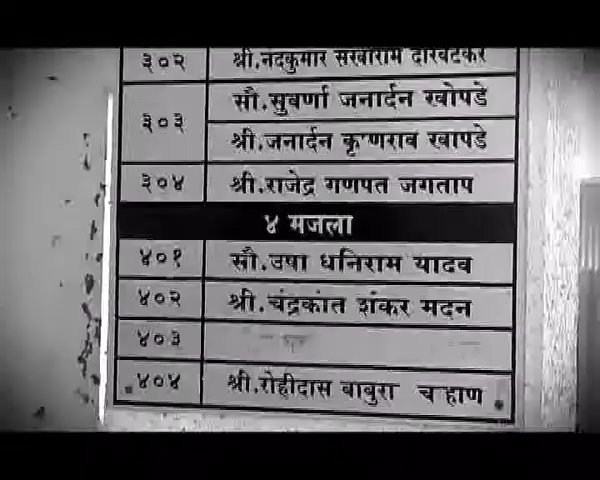 ३०२ श्री.नंदकुमार सखाराम दारवटकर
३०३ सौ.सुवर्णा जनार्दन खोपडे
श्री.जनार्दन कृ णराव खोपडे
३०४ श्री.राजेंद्र गणपत जगताप
४ मजला
४०१ सौ.उषा धनिराम यादव
४०२ श्री.चंद्रकांत शंकर मदन
४०३
४०४ श्री.रोहीदास बाबुरा च हाण